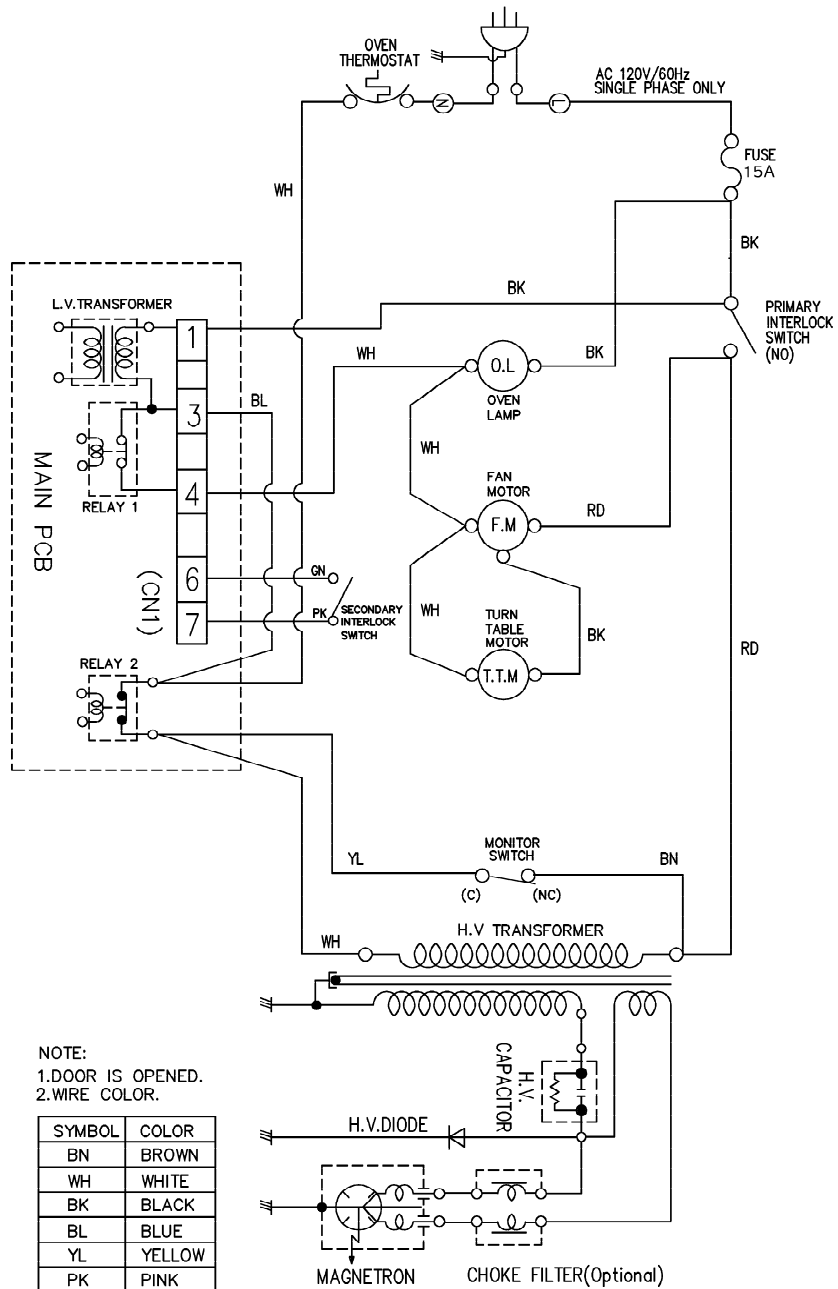 OVEN
THERMOSTAT
AC 120V/60Hz
SINGLE PHASE ONLY
N
L
FUSE
15A
WH
BK
L.V.TRANSFORMER
BK
PRIMARY
INTERLOCK
SWITCH
(NO)
1
WH
O.L
BK
OVEN
LAMP
3
BL
WH
MAIN PCB
RELAY 1
4
FAN
MOTOR
F.M
RD
(CN1)
6
GN
7
PK
SECONDARY
INTERLOCK
SWITCH
WH
TURN
TABLE
MOTOR
T.T.M
BK
RD
RELAY 2
YL
MONITOR
SWITCH
BN
(C)
(NC)
H.V TRANSFORMER
WH
H.V.
CAPACITOR
H.V.DIODE
MAGNETRON
CHOKE FILTER(Optional)
NOTE:
1.DOOR IS OPENED.
2.WIRE COLOR.
SYMBOL COLOR
BN BROWN
WH WHITE
BK BLACK
BL BLUE
YL YELLOW
PK PINK